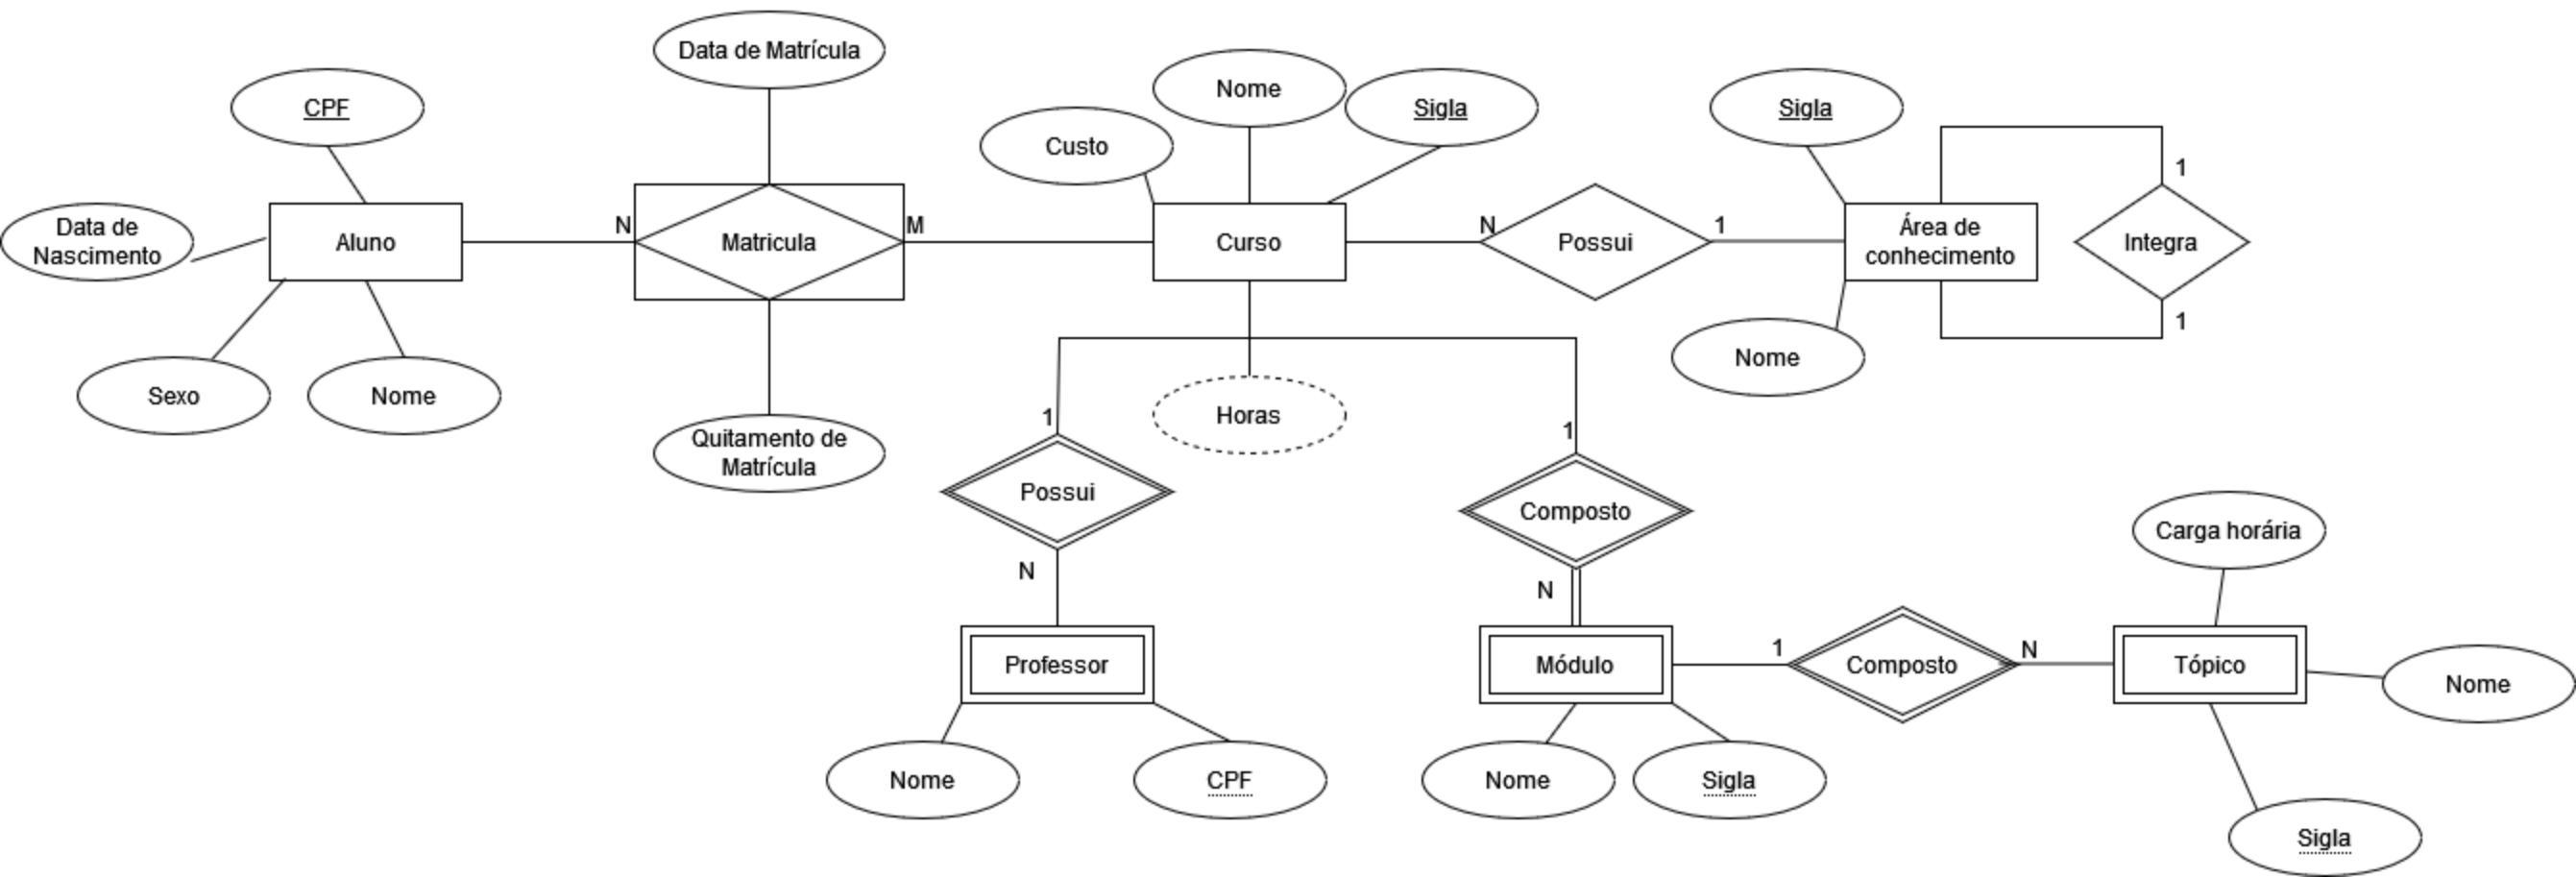 Data de Matrícula
Nome
CPF
Sigla
Sigla
Custo
1
Data de
Nascimento
Aluno
N
Matricula
M
Curso
N
Possui
1
Área de
conhecimento
Integra
1
Nome
Sexo
Nome
Quitamento de
Matrícula
Horas
1
1
Possui
Composto
Carga horária
N
N
Professor
Módulo
1
Composto
N
Tópico
Nome
Nome
CPF
Nome
Sigla
Sigla